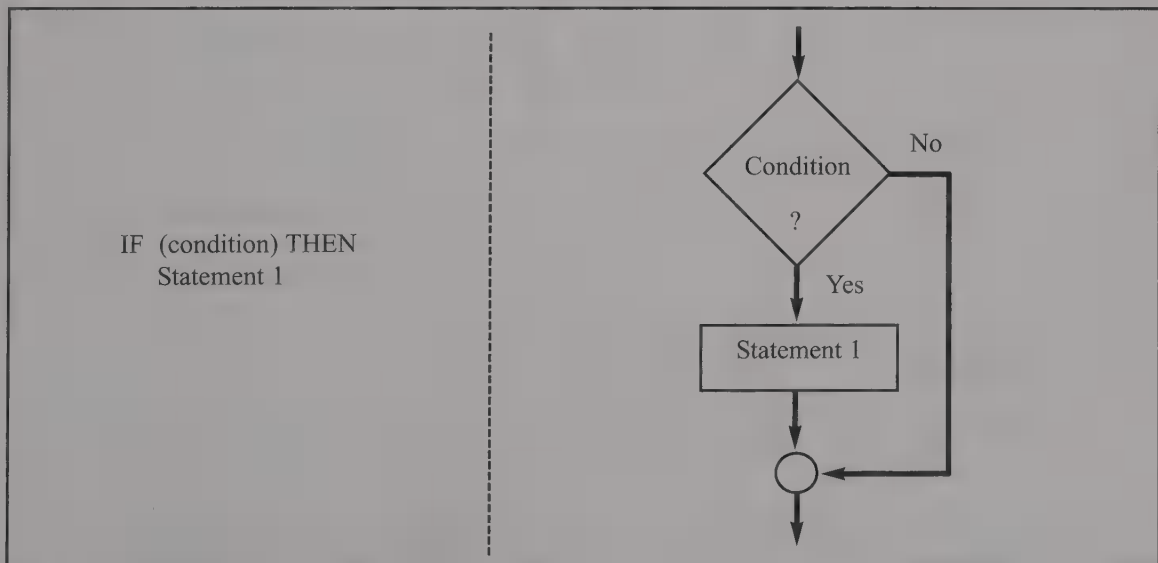 IF (condition) THEN
Statement 1
Condition
?
No
Yes
Statement 1